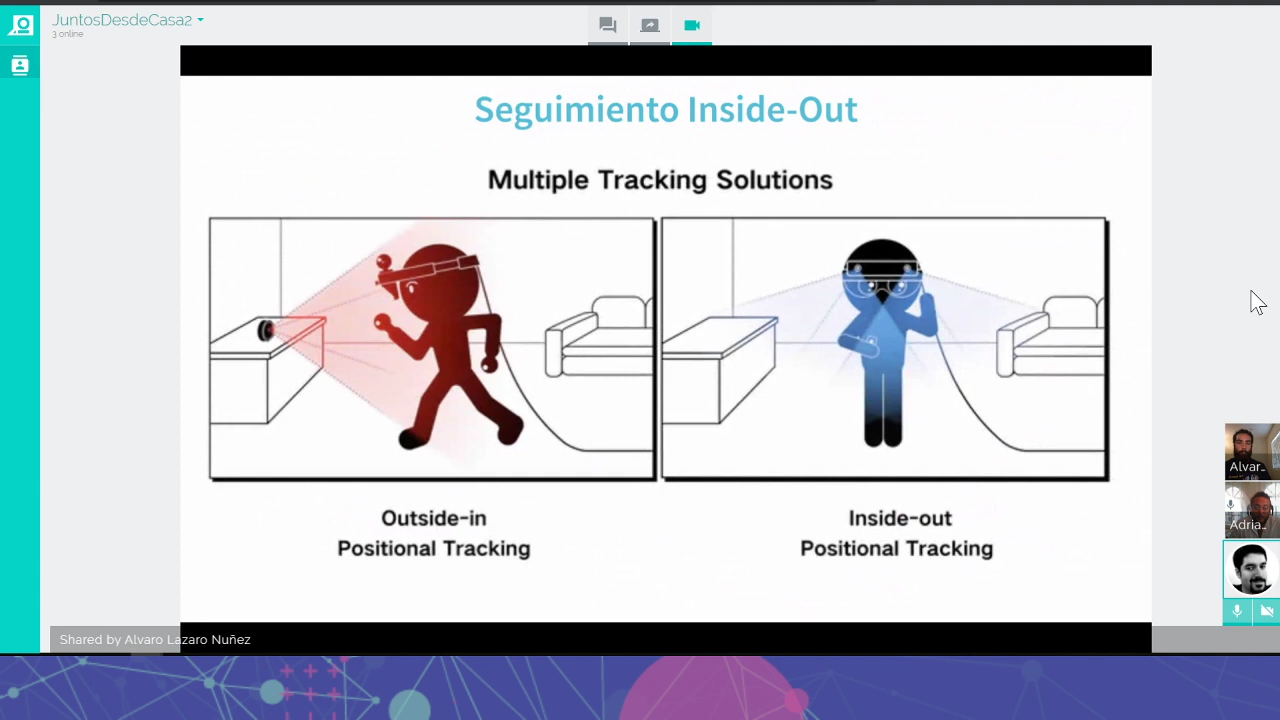 JuntosDesdeCasa2
3 online
Seguimiento Inside-Out
Multiple Tracking Solutions
Outside-in
Positional Tracking
Inside-out
Positional Tracking
Alvar...
Adria...
Shared by Alvaro Lazaro Nuñez